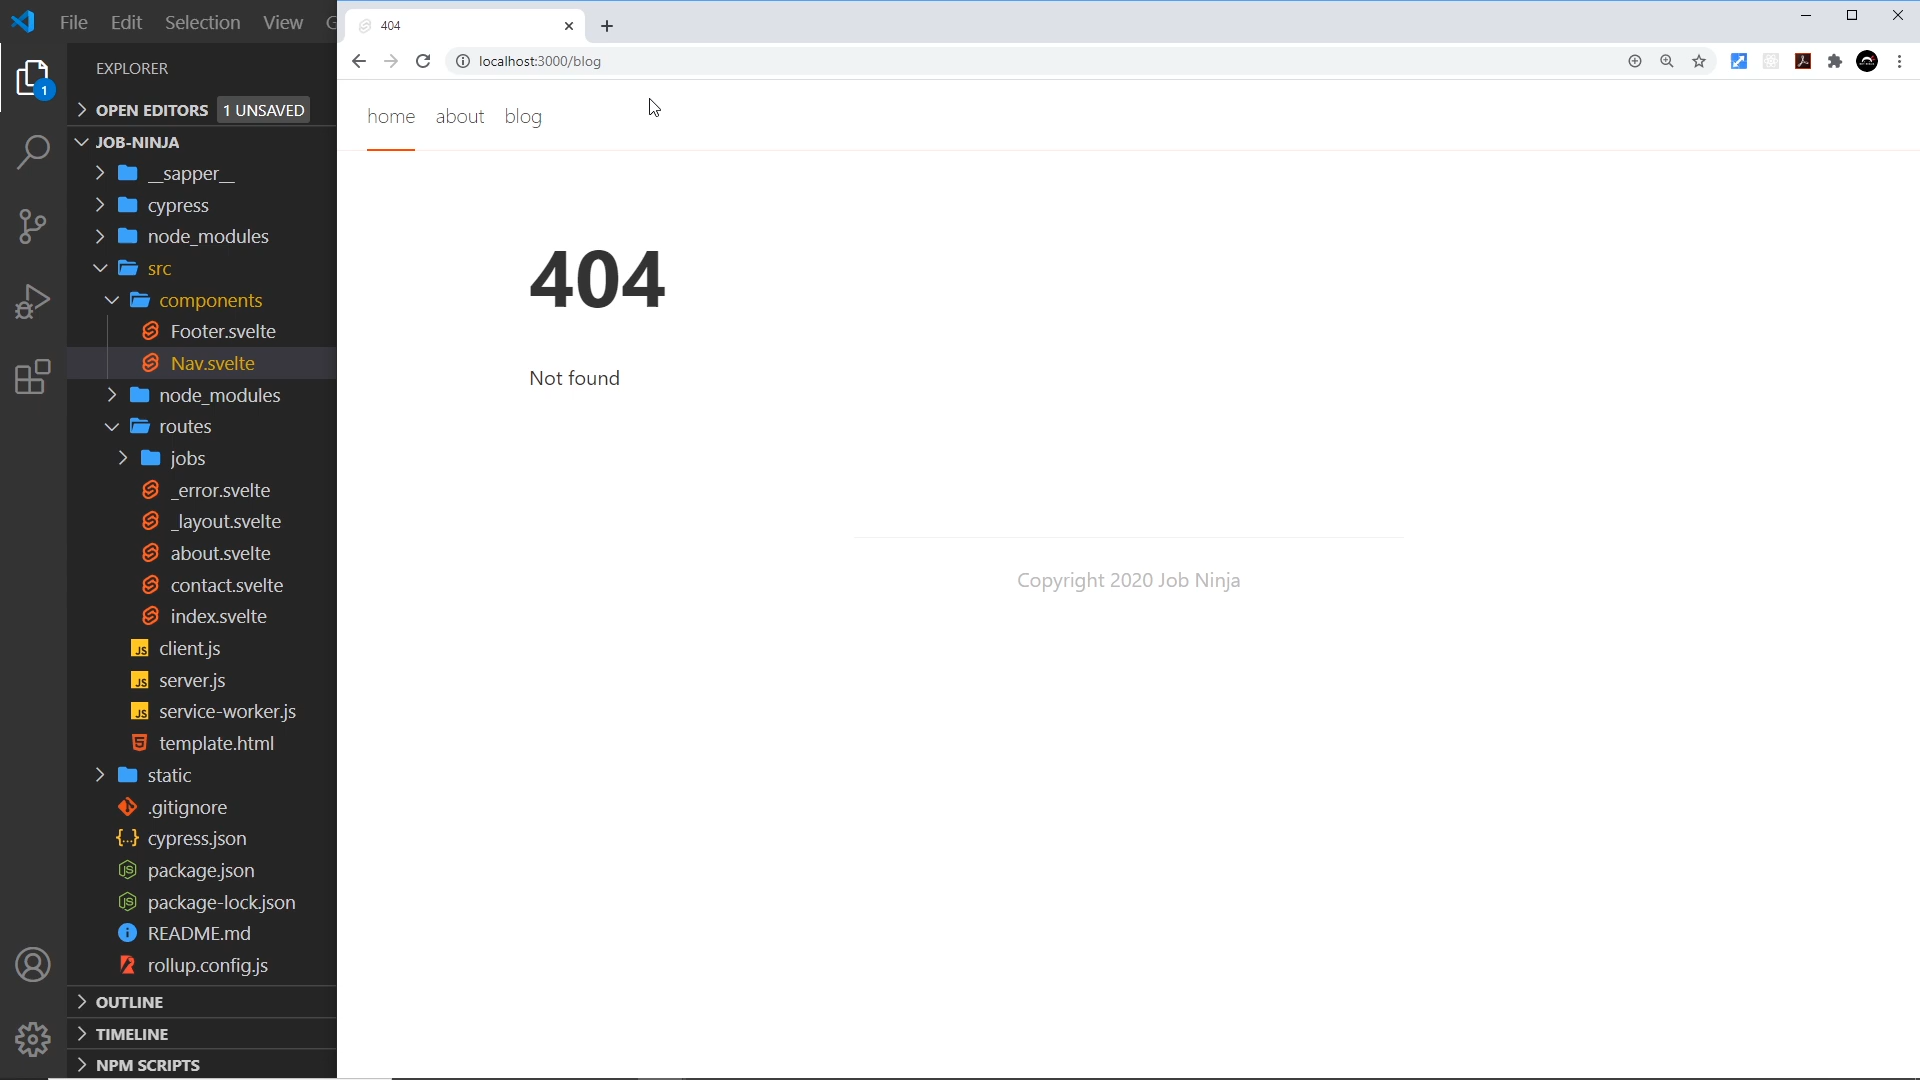 File Edit Selection View G
EXPLORER
1
OPEN EDITORS 1 UNSAVED
JOB-NINJA
__sapper__
cypress
node_modules
src
components
Footer.svelte
Nav.svelte
node_modules
routes
jobs
_error.svelte
_layout.svelte
about.svelte
contact.svelte
index.svelte
client.js
server.js
service-worker.js
template.html
static
.gitignore
cypress.json
package.json
package-lock.json
README.md
rollup.config.js
OUTLINE
TIMELINE
NPM SCRIPTS
404
localhost:3000/blog
home about blog
404
Not found
Copyright 2020 Job Ninja